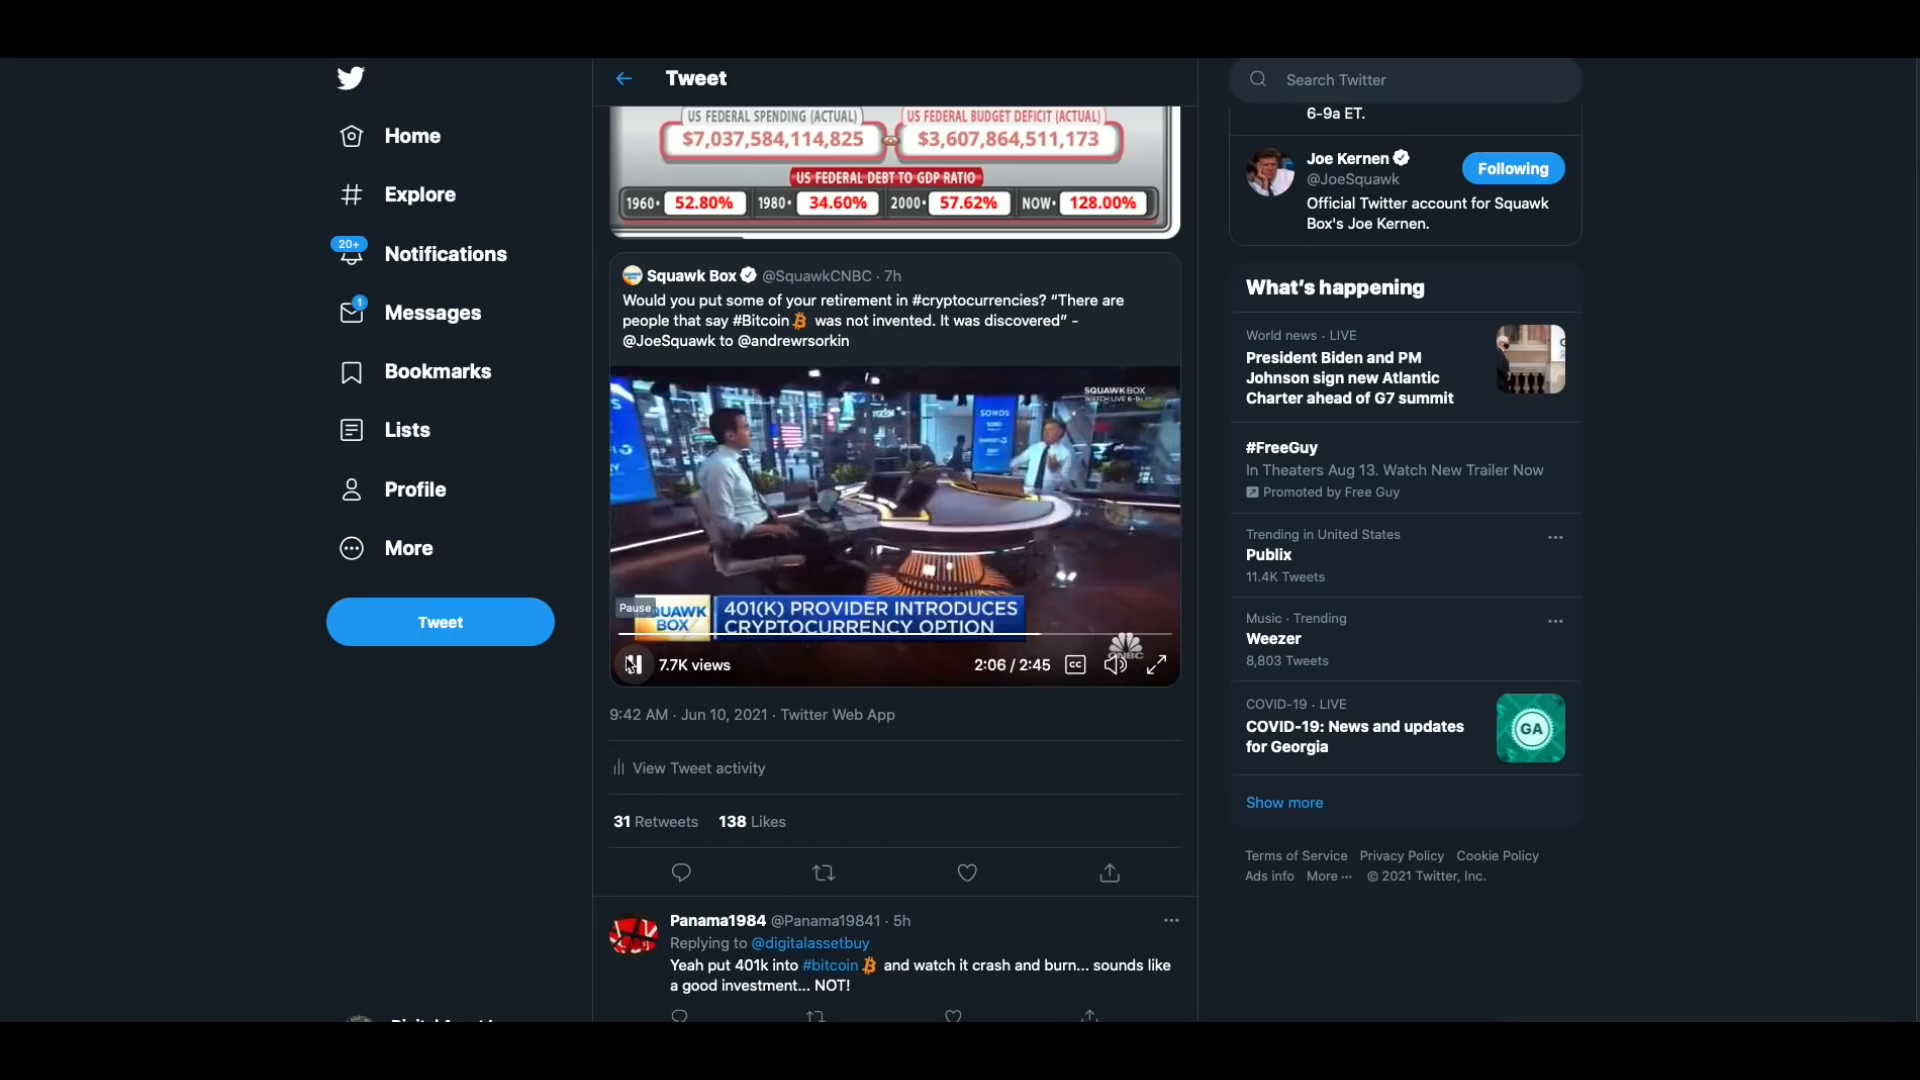 Home
Explore
20+
Notifications
1
Messages
Bookmarks
Lists
Profile
More
Tweet
Tweet
US FEDERAL SPENDING (ACTUAL)
US FEDERAL BUDGET DEFICIT (ACTUAL)
$7,037,584,114,825
$3,607,864,511,173
US FEDERAL DEBT TO GDP RATIO
1960• 52.80% 1980• 34.60% 2000• 57.62% NOW• 128.00%
Squawk Box @SquawkCNBC · 7h
Would you put some of your retirement in #cryptocurrencies? “There are
people that say #Bitcoin was not invented. It was discovered” -
@JoeSquawk to @andrewrsorkin
SQUAWK BOX
SONOS
Pause
SQUAWK
BOX
401(K) PROVIDER INTRODUCES
CRYPTOCURRENCY OPTION
7.7K views
2:06 / 2:45
CC
CNBC
9:42 AM · Jun 10, 2021 · Twitter Web App
View Tweet activity
31 Retweets 138 Likes
Panama1984 @Panama19841 · 5h
Replying to @digitalassetbuy
Yeah put 401k into #bitcoin and watch it crash and burn... sounds like
a good investment... NOT!
Search Twitter
6-9a ET.
Joe Kernen
@JoeSquawk
Following
Official Twitter account for Squawk
Box's Joe Kernen.
What's happening
World news · LIVE
President Biden and PM
Johnson sign new Atlantic
Charter ahead of G7 summit
#FreeGuy
In Theaters Aug 13. Watch New Trailer Now
Promoted by Free Guy
Trending in United States
Publix
11.4K Tweets
Music · Trending
Weezer
8,803 Tweets
COVID-19 · LIVE
COVID-19: News and updates
for Georgia
GA
Show more
Terms of Service Privacy Policy Cookie Policy
Ads info More ··· © 2021 Twitter, Inc.